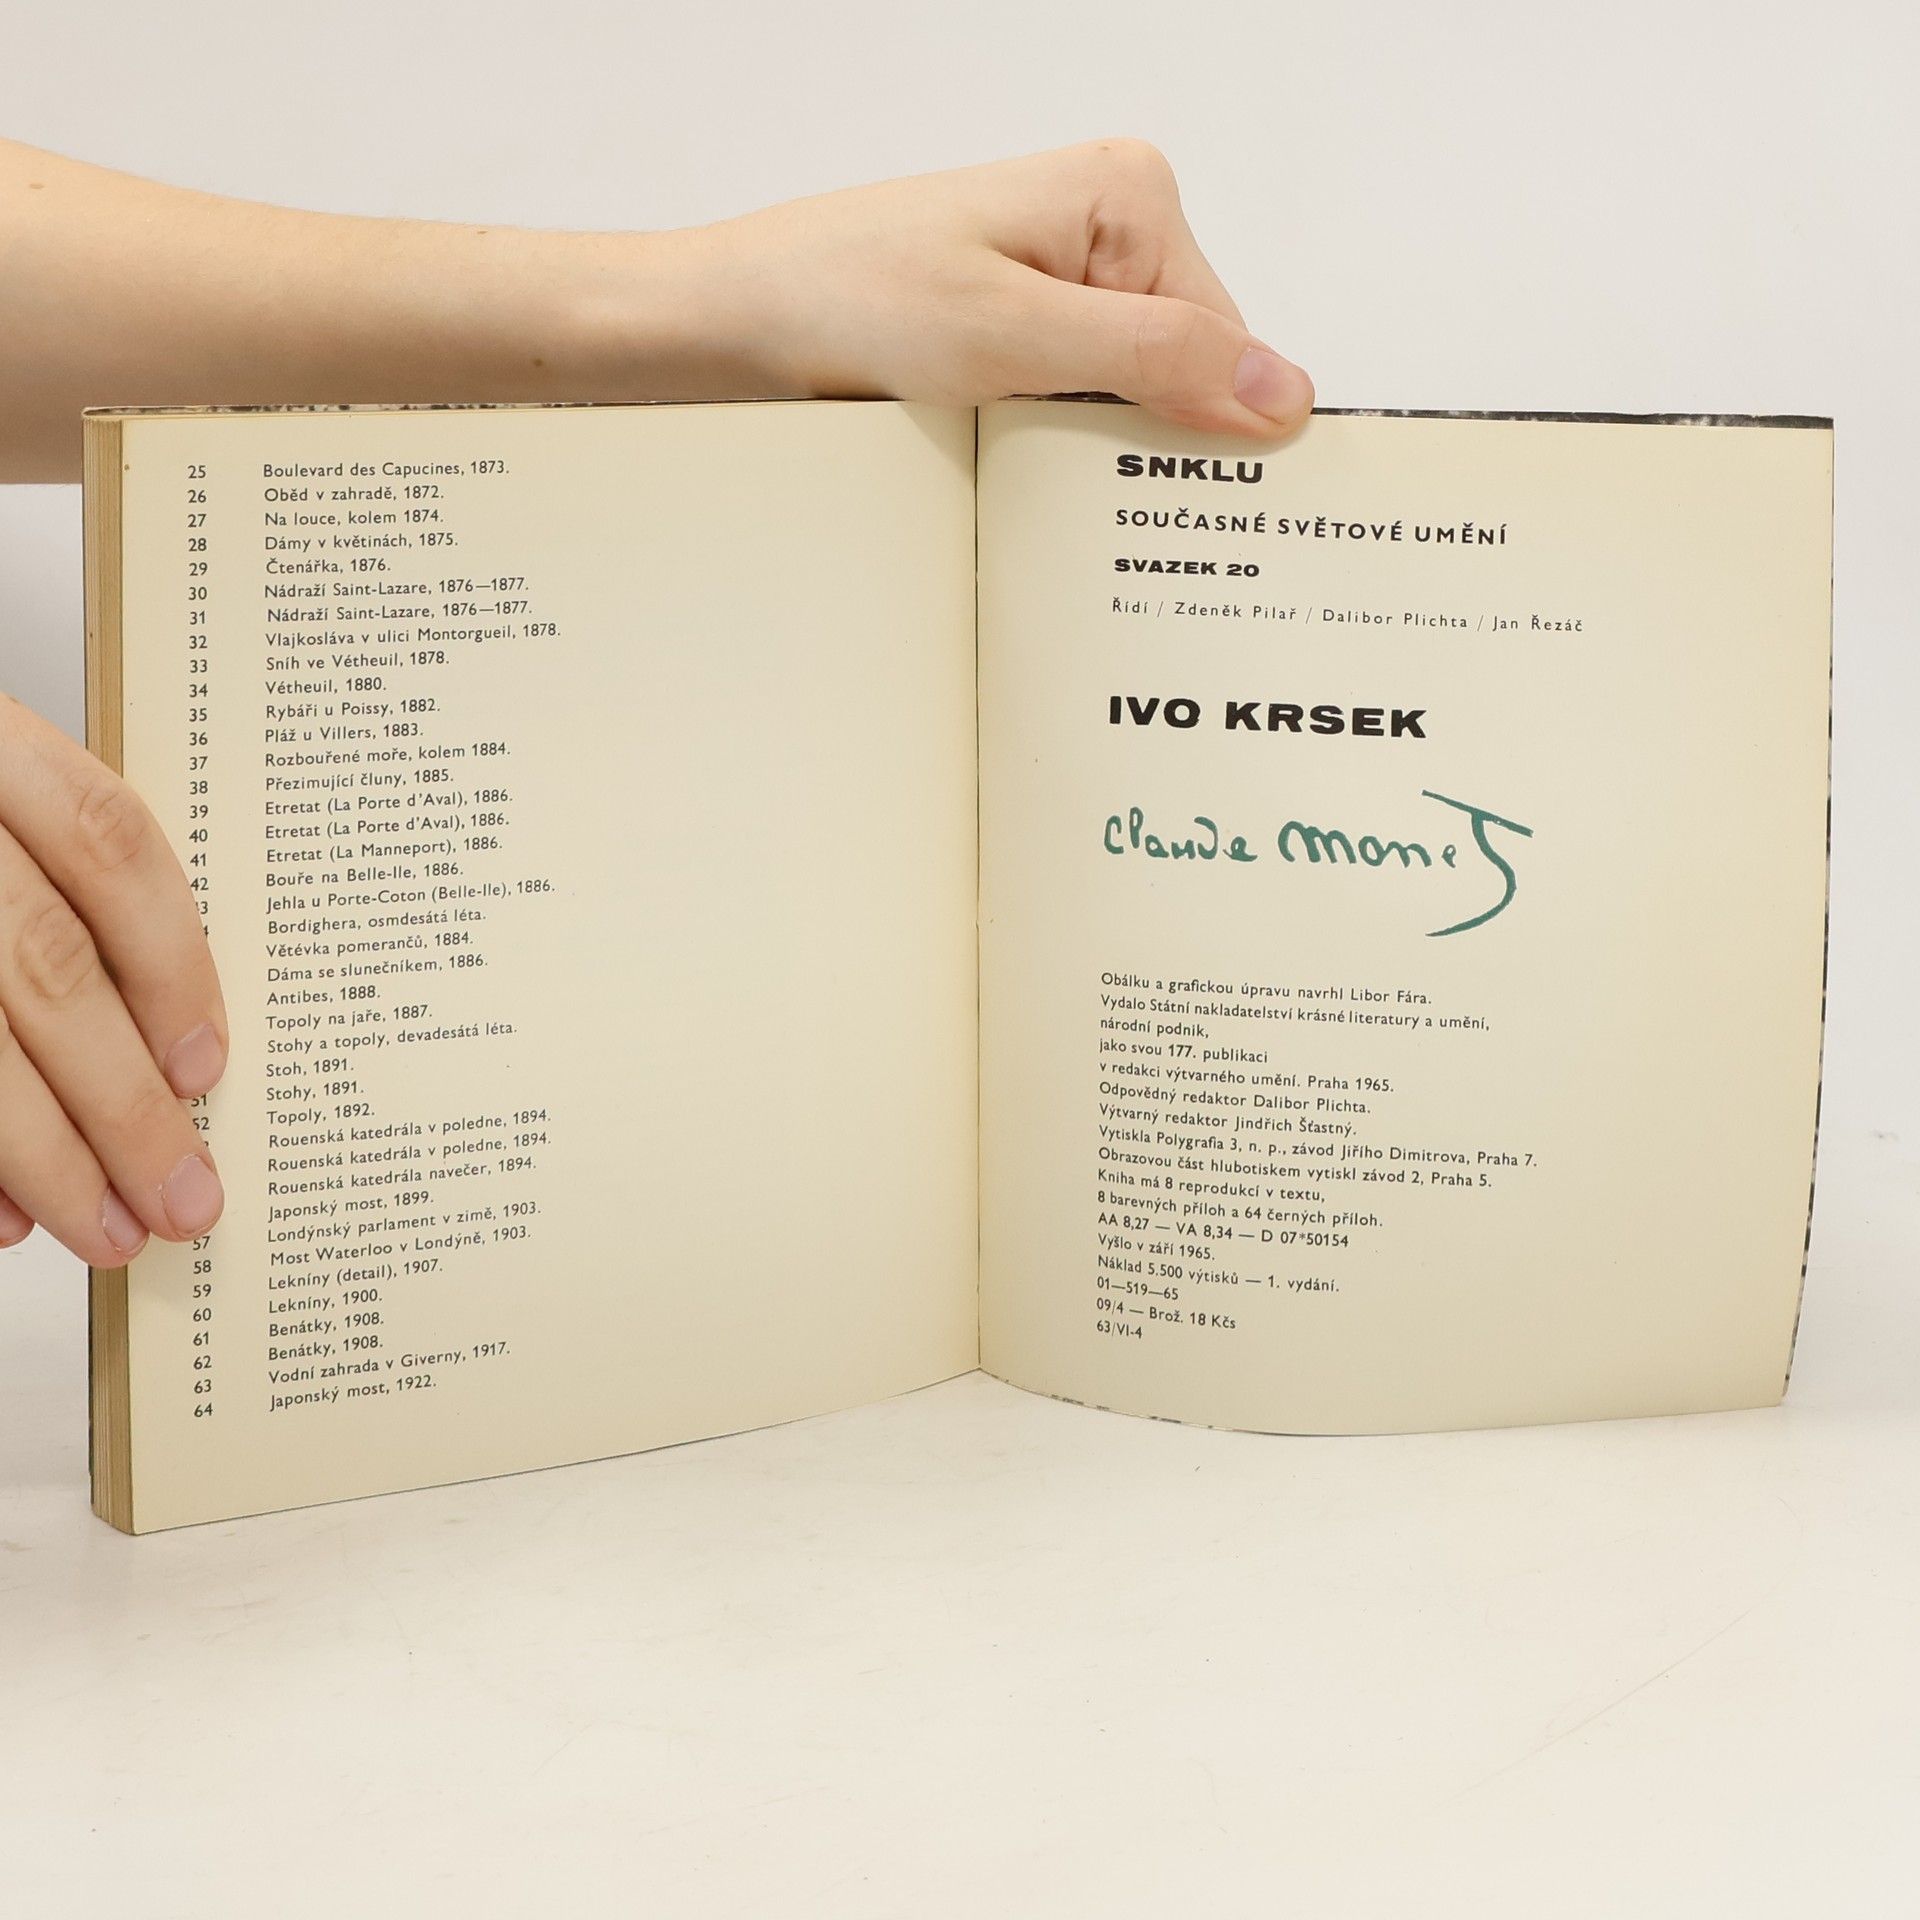 25 Boulevard des Capucines, 1873.
26 Oběd v zahradě, 1872.
27 Na louce, kolem 1874.
28 Dámy v květinách, 1875.
29 Čtenářka, 1876.
30 Nádraží Saint-Lazare, 1876—1877.
31 Nádraží Saint-Lazare, 1876—1877.
32 Vlajkosláva v ulici Montorgueil, 1878.
33 Sníh ve Vétheuil, 1878.
34 Vétheuil, 1880.
35 Rybáři u Poissy, 1882.
36 Pláž u Villers, 1883.
37 Rozbouřené moře, kolem 1884.
38 Přezimující čluny, 1885.
39 Etretat (La Porte d'Aval), 1886.
40 Etretat (La Porte d'Aval), 1886.
41 Etretat (La Manneport), 1886.
42 Bouře na Belle-Ile, 1886.
Jehla u Porte-Coton (Belle-Ile), 1886.
Bordighera, osmdesátá léta.
Větévka pomerančů, 1884.
Dáma se slunečníkem, 1886.
Antibes, 1888.
Topoly na jaře, 1887.
Stohy a topoly, devadesátá léta.
Stoh, 1891.
51 Stohy, 1891.
52 Topoly, 1892.
Rouenská katedrála v poledne, 1894.
Rouenská katedrála v poledne, 1894.
Rouenská katedrála navečer, 1894.
Japonský most, 1899.
57 Londýnský parlament v zimě, 1903.
58 Most Waterloo v Londýně, 1903.
59 Lekníny (detail), 1907.
60 Lekníny, 1900.
61 Benátky, 1908.
62 Benátky, 1908.
63 Vodní zahrada v Giverny, 1917.
64 Japonský most, 1922.
SNKLU
SOUČASNÉ SVĚTOVÉ UMĚNÍ
SVAZEK 20
Řídí / Zdeněk Pilař / Dalibor Plichta / Jan Řezáč
IVO KRSEK
Claude Monet
Obálku a grafickou úpravu navrhl Libor Fára.
Vydalo Státní nakladatelství krásné literatury a umění,
národní podnik,
jako svou 177. publikaci
v redakci výtvarného umění. Praha 1965.
Odpovědný redaktor Dalibor Plichta.
Výtvarný redaktor Jindřich Šťastný.
Vytiskla Polygrafia 3, n. p., závod Jiřího Dimitrova, Praha 7.
Obrazovou část hlubotiskem vytiskl závod 2, Praha 5.
Kniha má 8 reprodukcí v textu,
8 barevných příloh a 64 černých příloh.
AA 8,27 — VA 8,34 — D 07*50154
Vyšlo v září 1965.
Náklad 5.500 výtisků — 1. vydání.
01—519—65
09/4 — Brož. 18 Kčs
63/VI-4